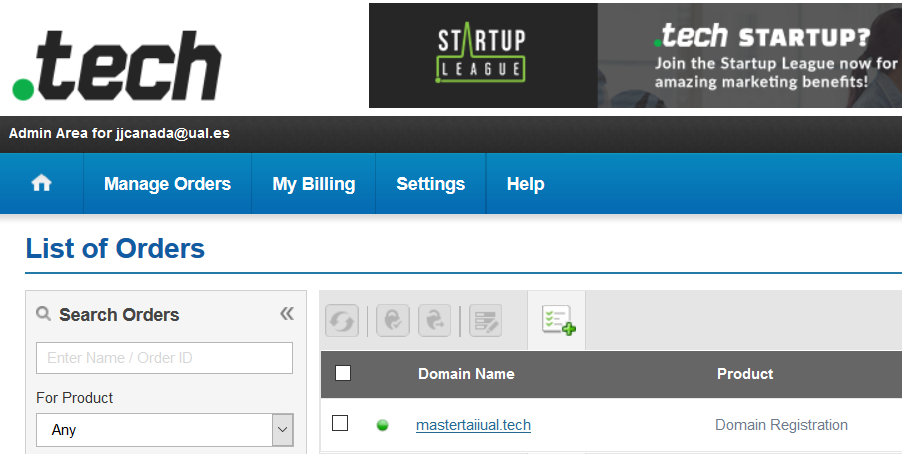 .tech
STARTUP
LEAGUE
.tech STARTUP?
Join the Startup League now for
amazing marketing benefits!
Admin Area for jjcanada@ual.es
Manage Orders
My Billing
Settings
Help
List of Orders
Search Orders
Enter Name / Order ID
For Product
Any
Domain Name
Product
mastertaiiual.tech
Domain Registration